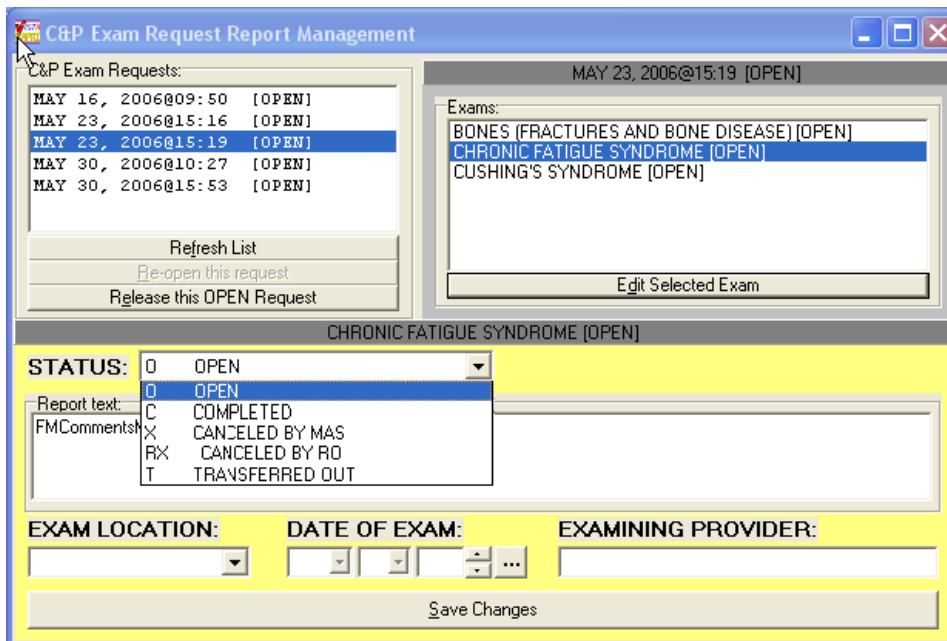 C&P Exam Request Report Management
C&P Exam Requests:
MAY 16, 2006@09:50 [OPEN]
MAY 23, 2006@15:16 [OPEN]
MAY 23, 2006@15:19 [OPEN]
MAY 30, 2006@10:27 [OPEN]
MAY 30, 2006@15:53 [OPEN]
Refresh List
Re-open this request
Release this OPEN Request
MAY 23, 2006@15:19 [OPEN]
Exams:
BONES (FRACTURES AND BONE DISEASE) [OPEN]
CHRONIC FATIGUE SYNDROME [OPEN]
CUSHING'S SYNDROME [OPEN]
Edit Selected Exam
CHRONIC FATIGUE SYNDROME [OPEN]
STATUS: O OPEN
O OPEN
C COMPLETED
X CANCELED BY MAS
RX CANCELED BY RO
T TRANSFERRED OUT
Report text:
FMComments
EXAM LOCATION: DATE OF EXAM: EXAMINING PROVIDER:
...
Save Changes